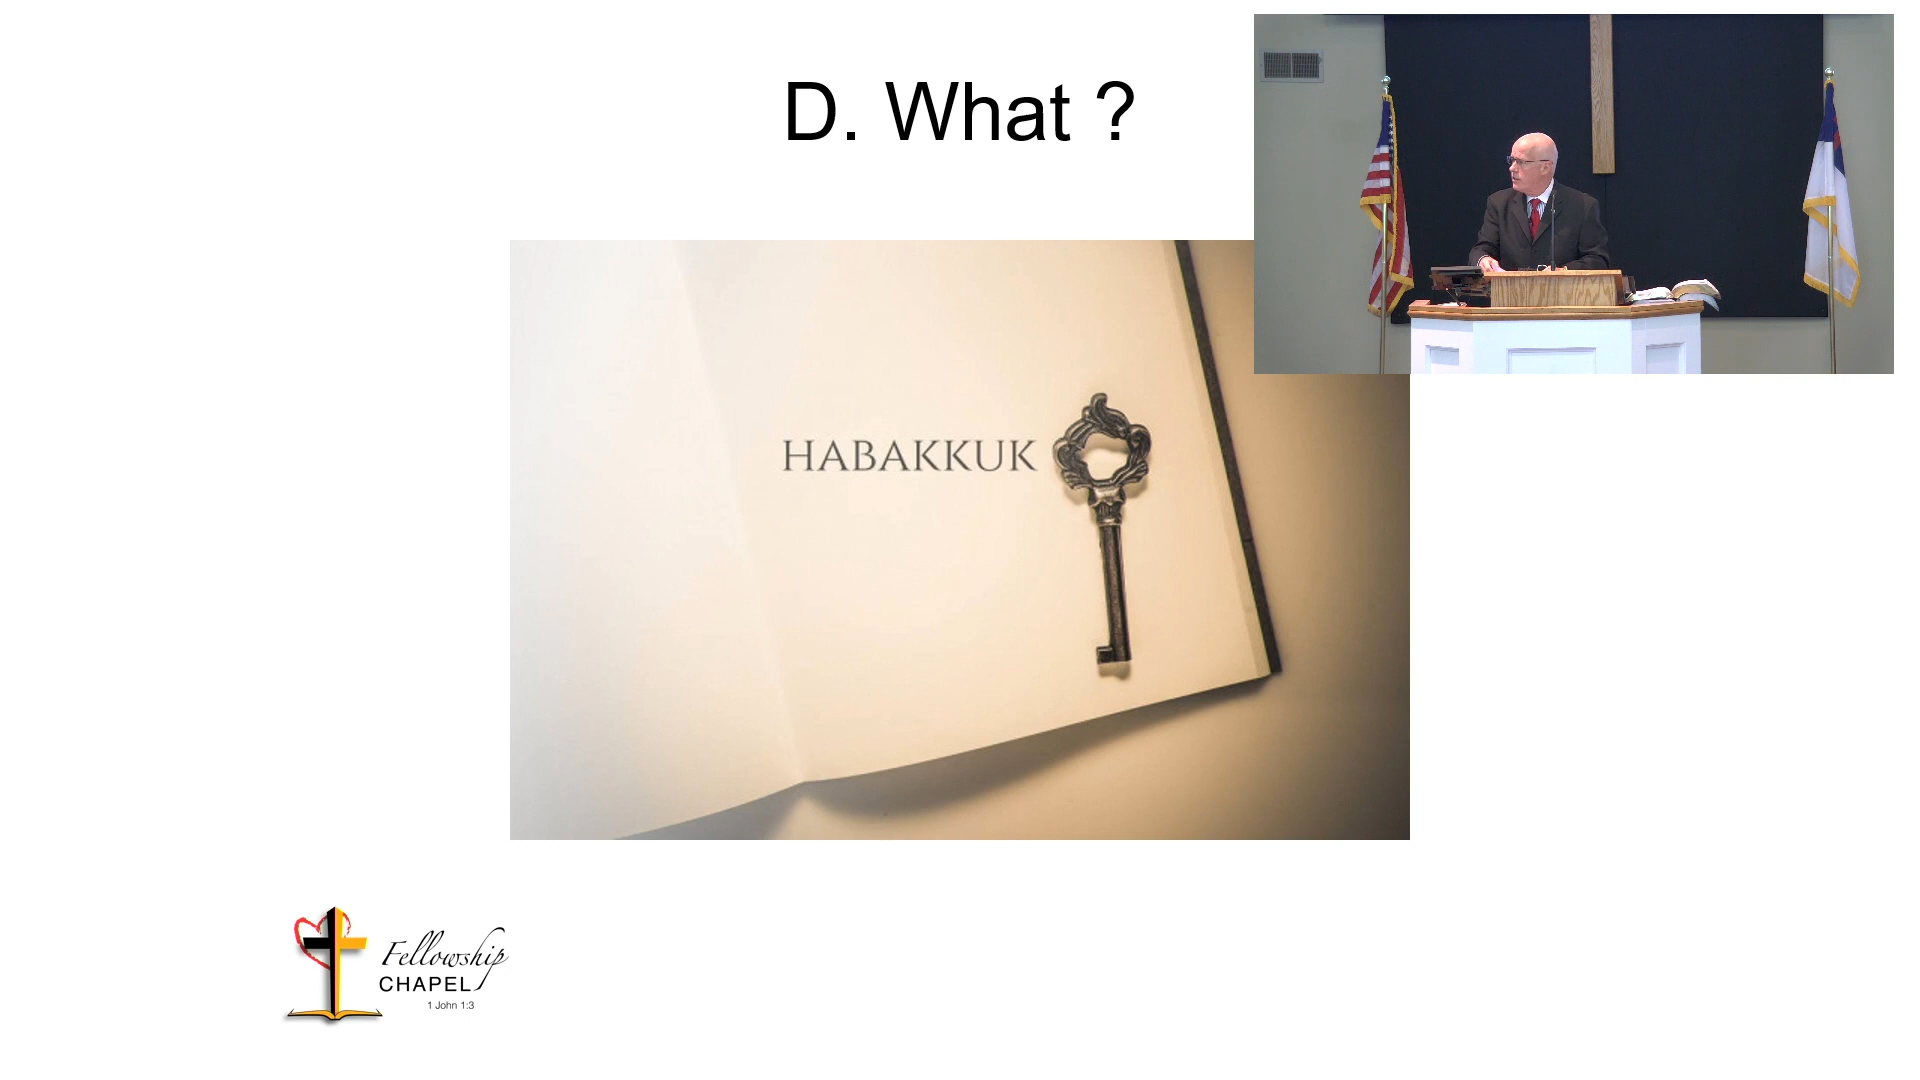 D. What ?
HABAKKUK
Fellowship
CHAPEL
1 John 1:3